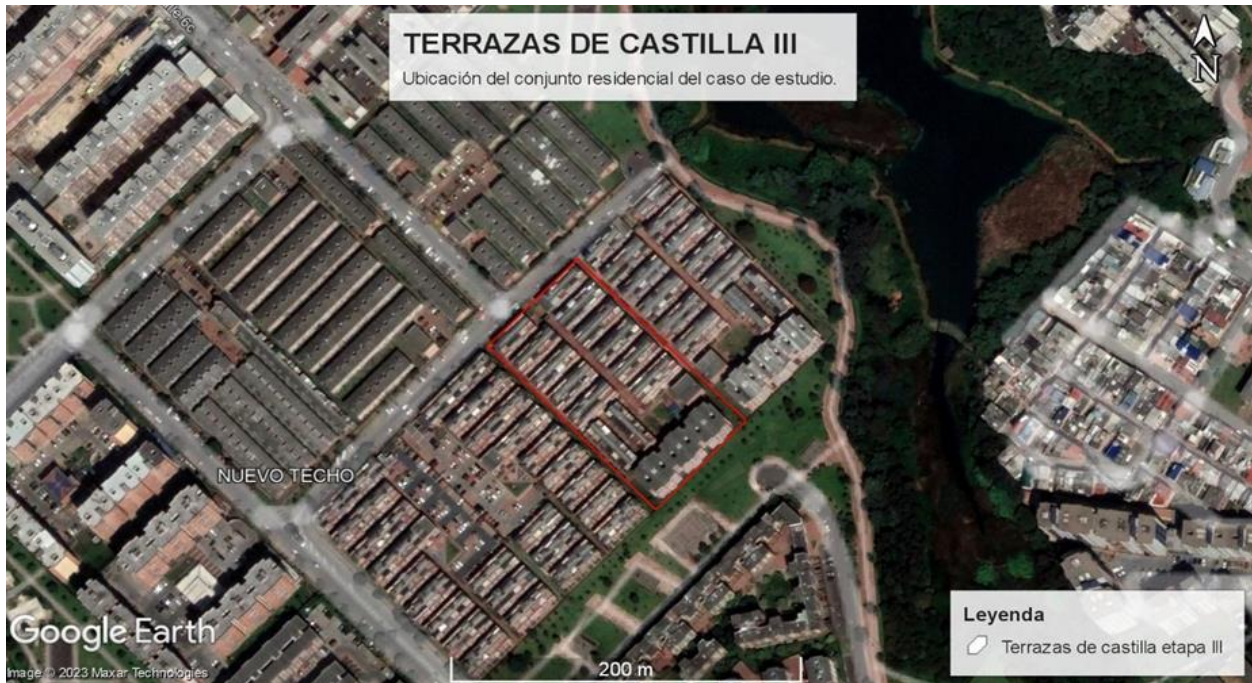 TERRAZAS DE CASTILLA III
Ubicación del conjunto residencial del caso de estudio.
N
NUEVO TECHO
Leyenda
Terrazas de castilla etapa III
Google Earth
200 m
Image © 2023 Maxar Technologies